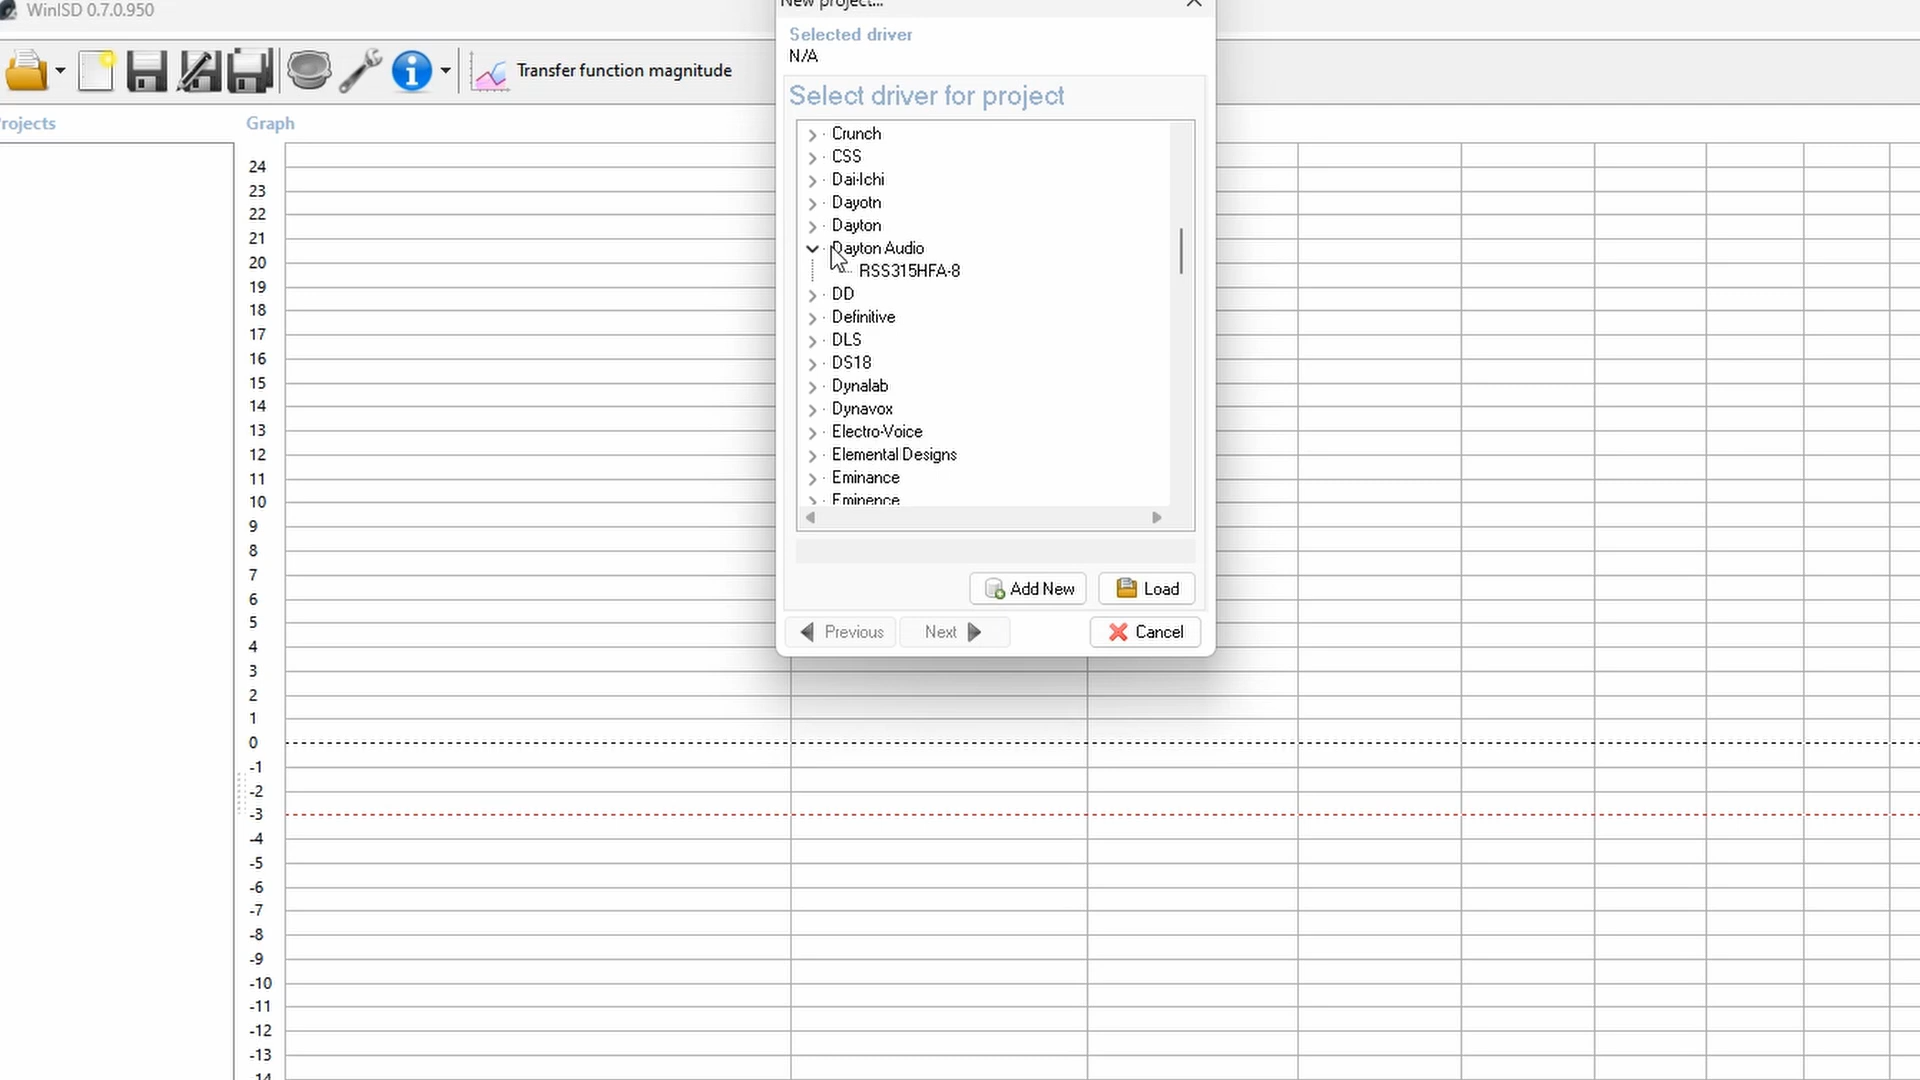 WinISD 0.7.0.950
New project...
Selected driver
N/A
Transfer function magnitude
Select driver for project
rojects
Graph
Crunch
CSS
Dai-Ichi
Dayotn
Dayton
Dayton Audio
RSS315HFA-8
DD
Definitive
DLS
DS18
Dynalab
Dynavox
Electro-Voice
Elemental Designs
Eminance
Eminence
Add New
Load
Previous
Next
Cancel
24
23
22
21
20
19
18
17
16
15
14
13
12
11
10
9
8
7
6
5
4
3
2
1
0
-1
-2
-3
-4
-5
-6
-7
-8
-9
-10
-11
-12
-13
-14